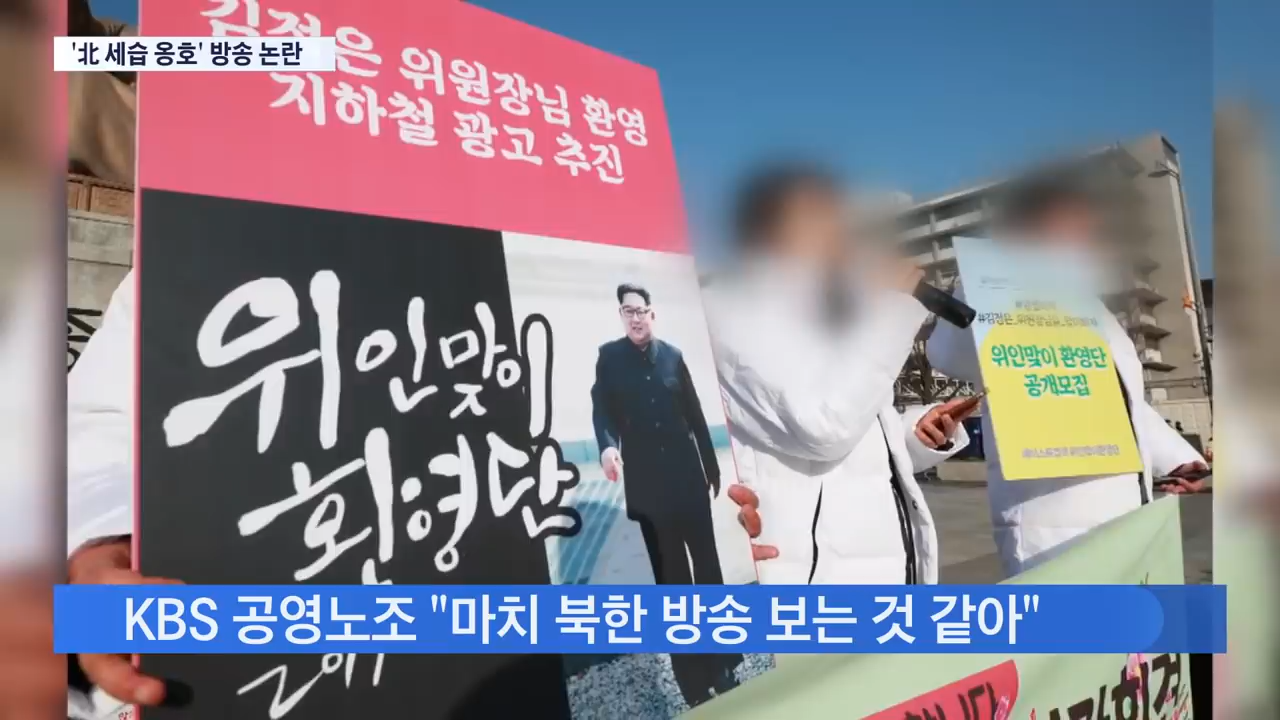 '北 세습 옹호' 방송 논란
김정은 위원장님 환영
지하철 광고 추진
위인맞이
환영단
위인맞이 환영단
공개모집
KBS 공영노조 "마치 북한 방송 보는 것 같아"